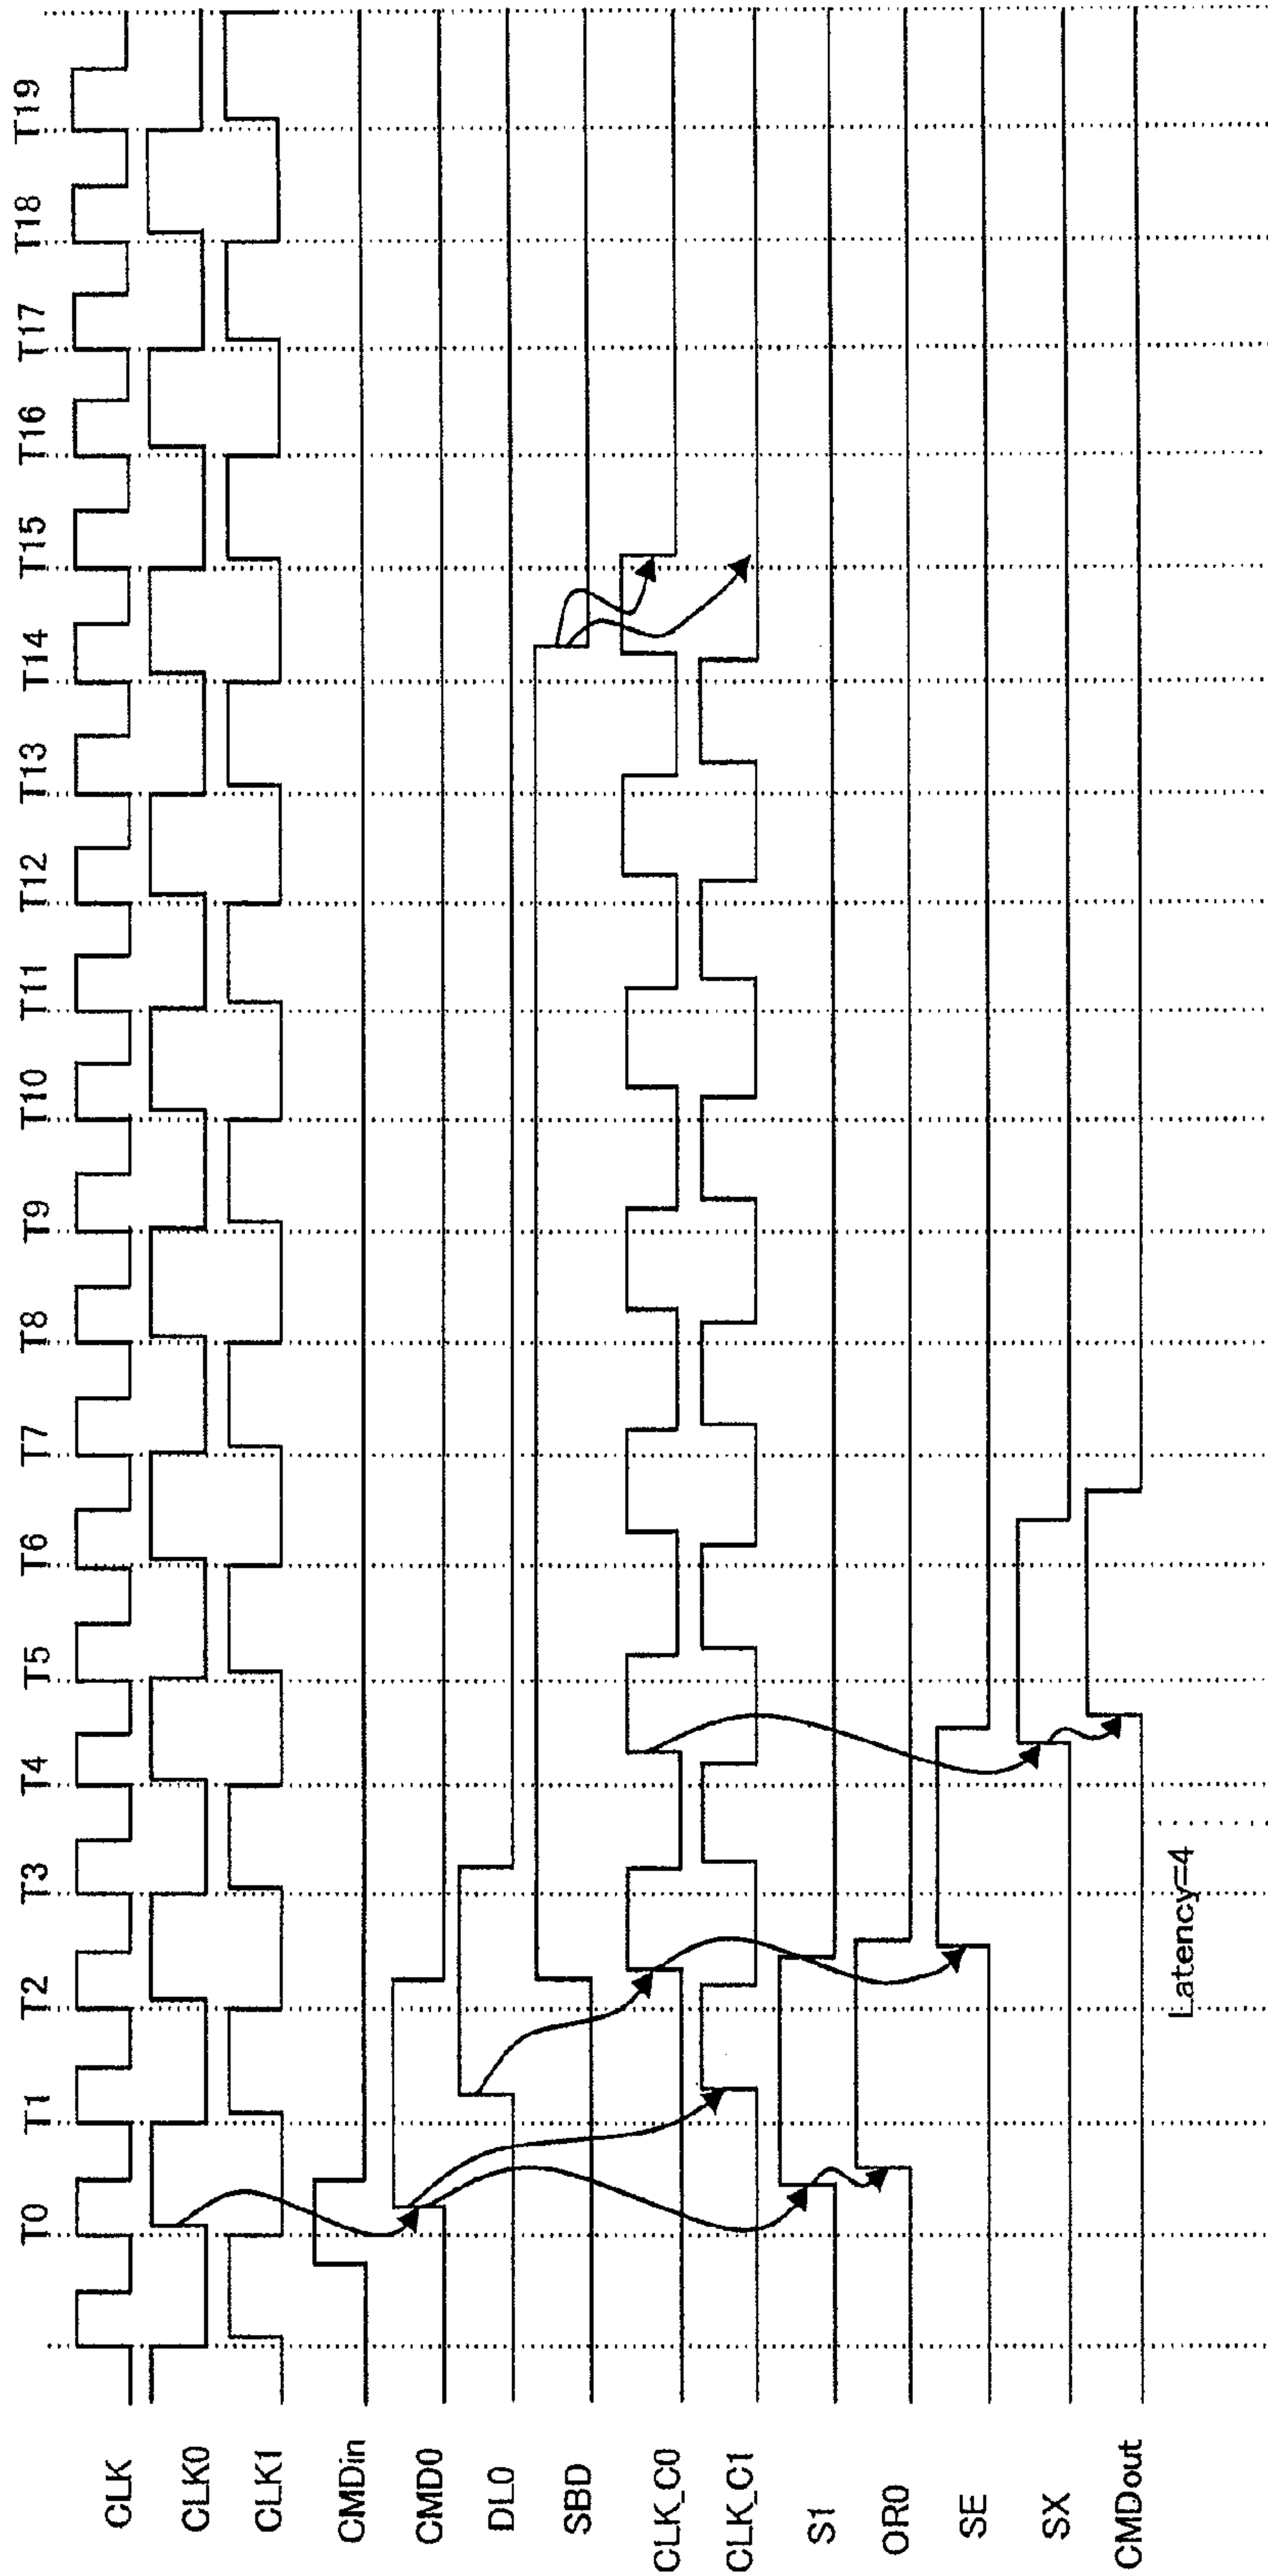 T0 T1 T2 T3 T4 T5 T6 T7 T8 T9 T10 T11 T12 T13 T14 T15 T16 T17 T18 T19
CLK
CLK0
CLK1
CMDin
CMD0
DL0
SBD
CLK_C0
CLK_C1
S1
OR0
SE
SX
CMDout
Latency=4